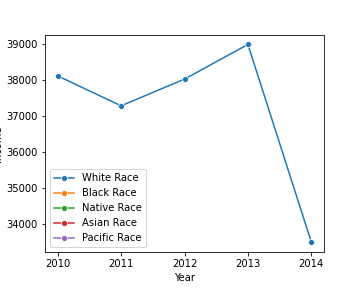 39000
38000
37000
36000
35000
34000
White Race
Black Race
Native Race
Asian Race
Pacific Race
2010 2011 2012 2013 2014
Year